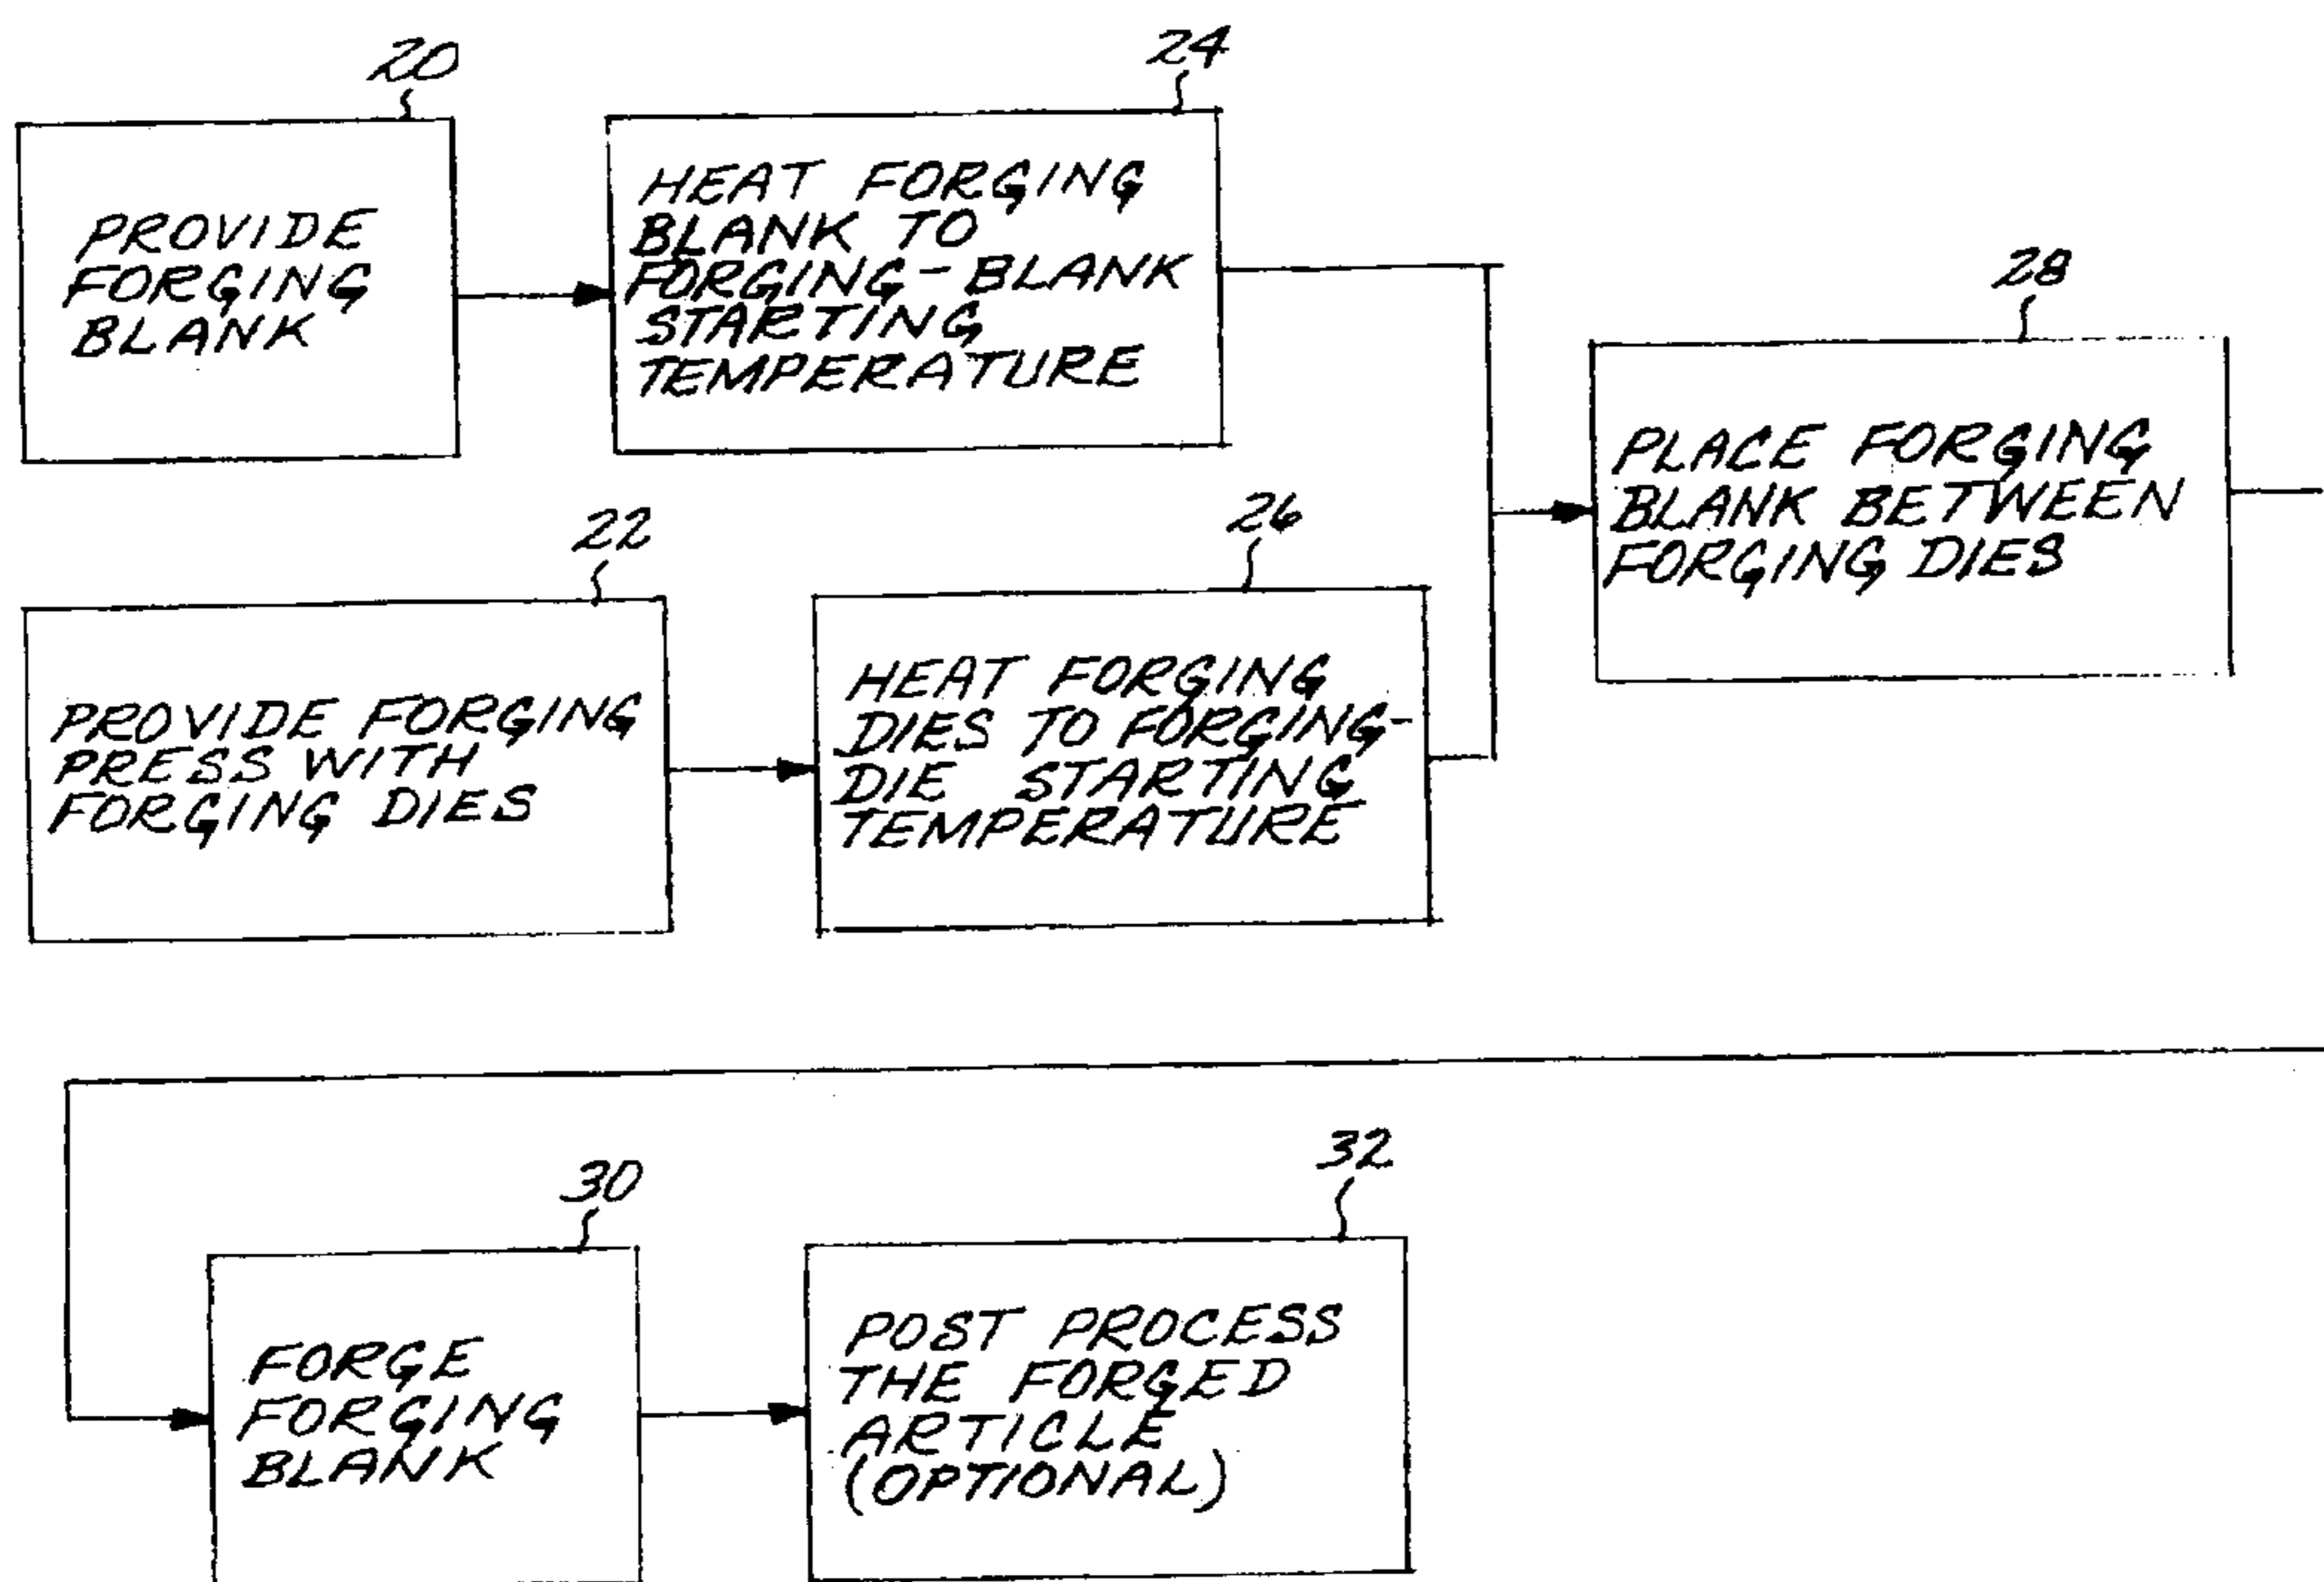 20
PROVIDE
FORGING
BLANK
24
HEAT FORGING
BLANK TO
FORGING-BLANK
STARTING
TEMPERATURE
22
PROVIDE FORGING
PRESS WITH
FORGING DIES
26
HEAT FORGING
DIES TO FORGING-
DIE STARTING
TEMPERATURE
28
PLACE FORGING
BLANK BETWEEN
FORGING DIES
30
FORGE
FORGING
BLANK
32
POST PROCESS
THE FORGED
ARTICLE
(OPTIONAL)